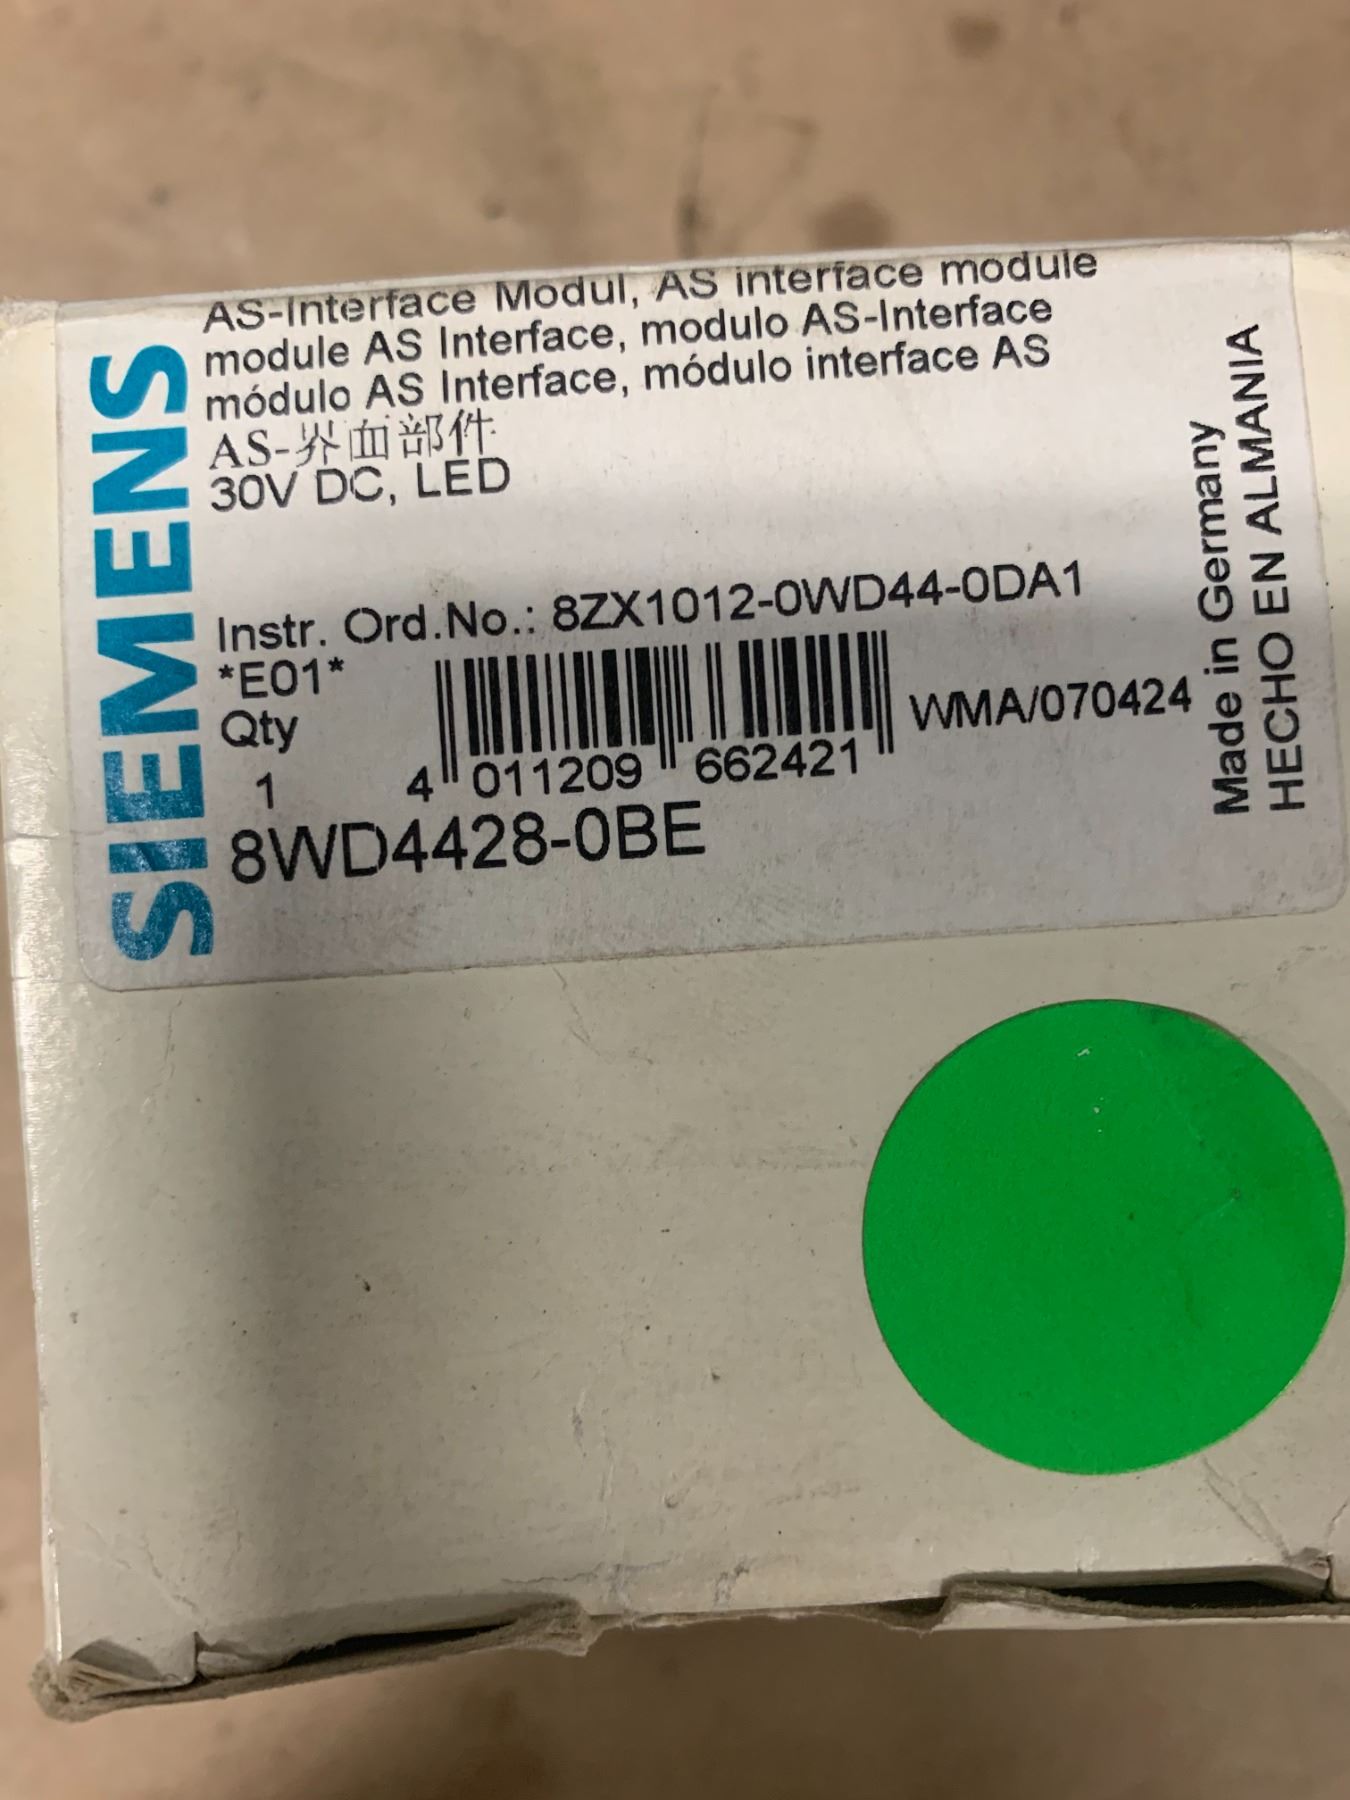 SIEMENS
AS-Interface Modul, AS interface module
module AS Interface, modulo AS-Interface
módulo AS Interface, módulo interface AS
AS-界面部件
30V DC, LED
Instr. Ord.No.: 8ZX1012-0WD44-0DA1
*E01*
Qty
1
4 011209 662421
WMA/070424
8WD4428-0BE
Made in Germany
HECHO EN ALMANIA